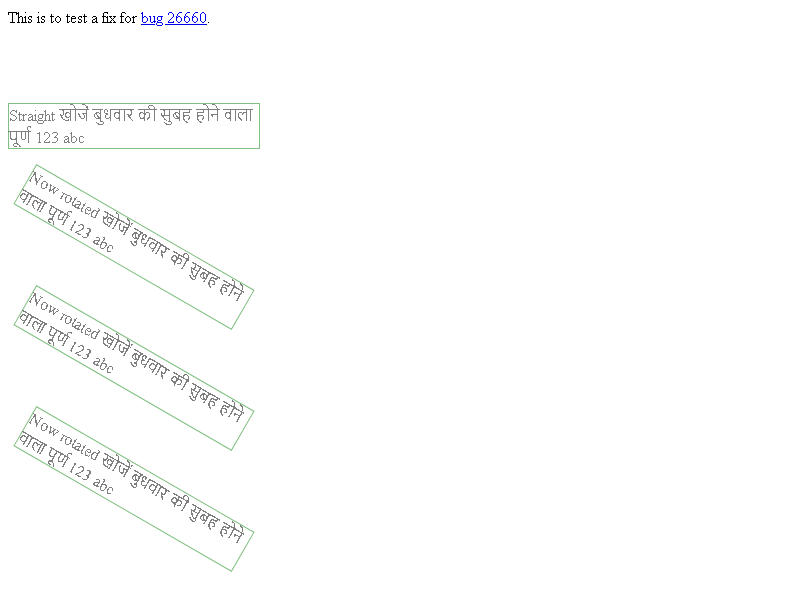 This is to test a fix for bug 26660.
Straight खोजें बुधवार की सुबह होने वाला
पूर्ण 123 abc
Now rotated खोजें बुधवार की सुबह होने
वाला पूर्ण 123 abc
Now rotated खोजें बुधवार की सुबह होने
वाला पूर्ण 123 abc
Now rotated खोजें बुधवार की सुबह होने
वाला पूर्ण 123 abc